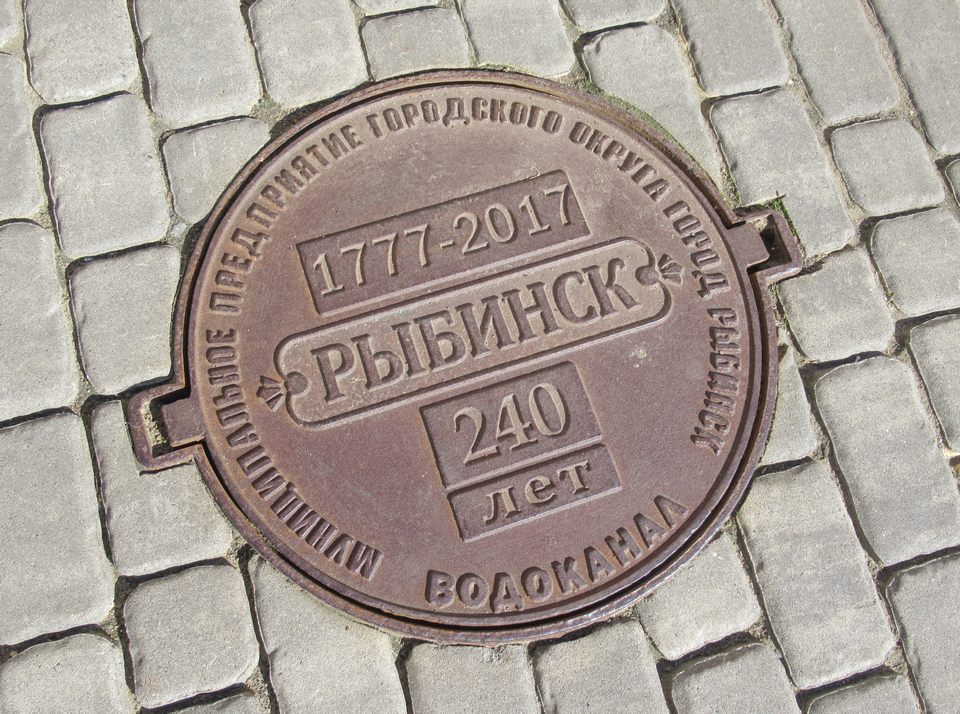 МУНИЦИПАЛЬНОЕ ПРЕДПРИЯТИЕ ГОРОДСКОГО ОКРУГА ГОРОД РЫБИНСК
1777-2017
РЫБИНСК
240
лет
ВОДОКАНАЛ